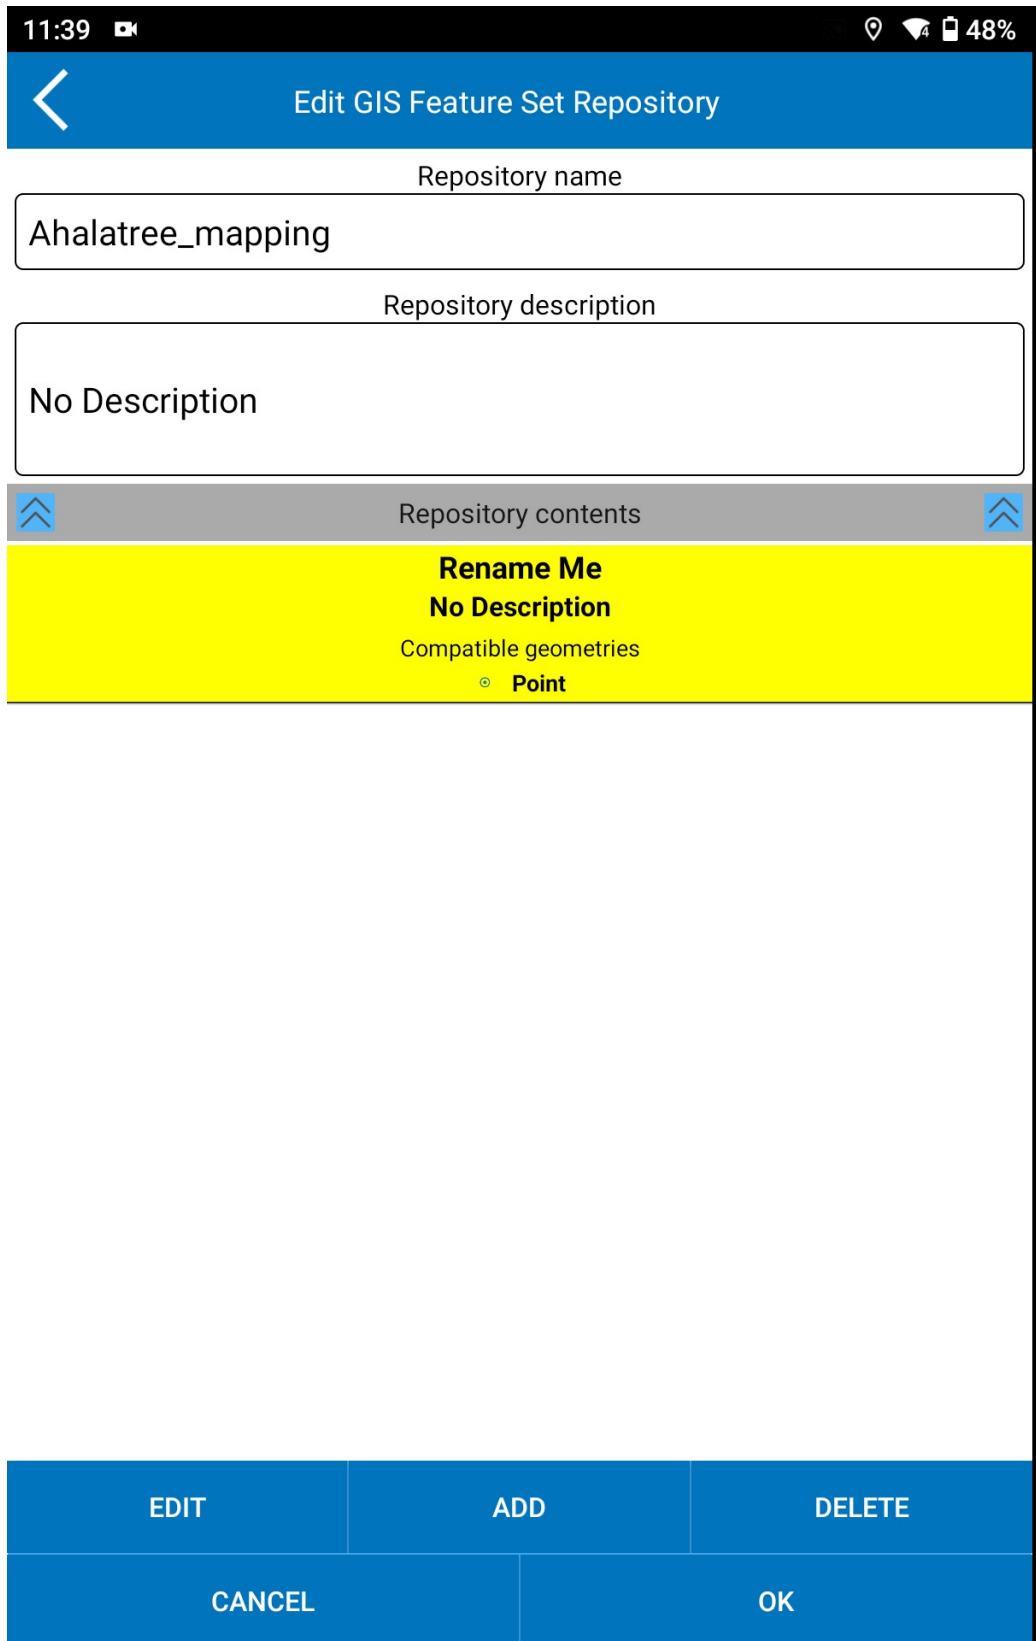 11:39 48%
Edit GIS Feature Set Repository
Repository name
Ahalatree_mapping
Repository description
No Description
Repository contents
Rename Me
No Description
Compatible geometries
Point
EDIT ADD DELETE
CANCEL OK